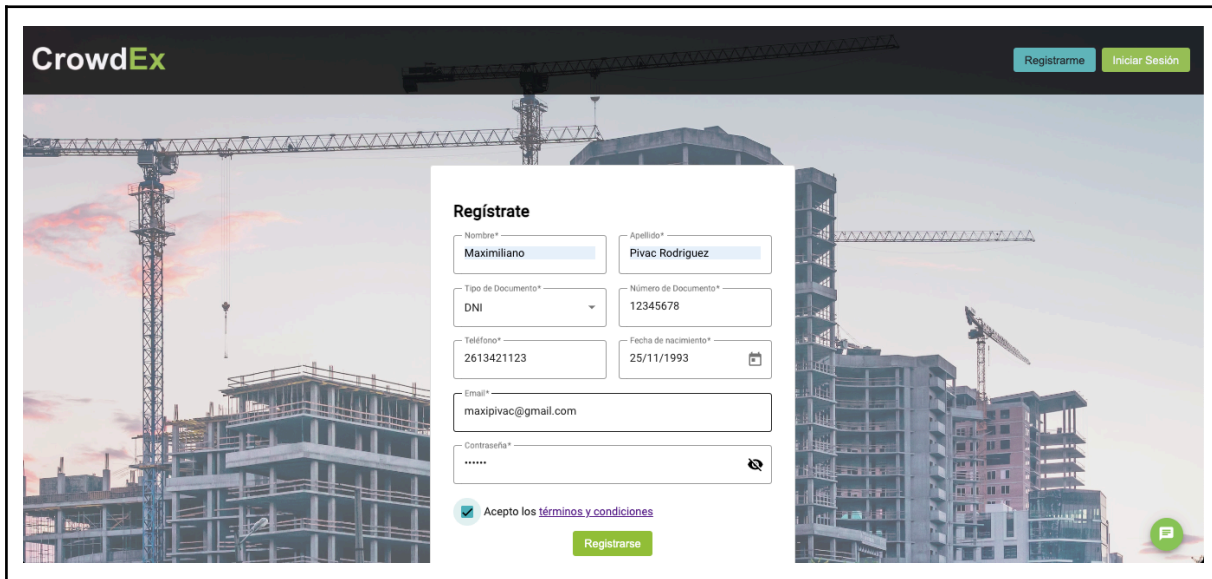 CrowdEx
Registrarme Iniciar Sesión
Regístrate
Nombre* Apellido*
Maximiliano Pivac Rodriguez
Tipo de Documento* Número de Documento*
DNI 12345678
Teléfono* Fecha de nacimiento*
2613421123 25/11/1993
Email*
maxipivac@gmail.com
Contraseña*
••••••
Acepto los términos y condiciones
Registrarse